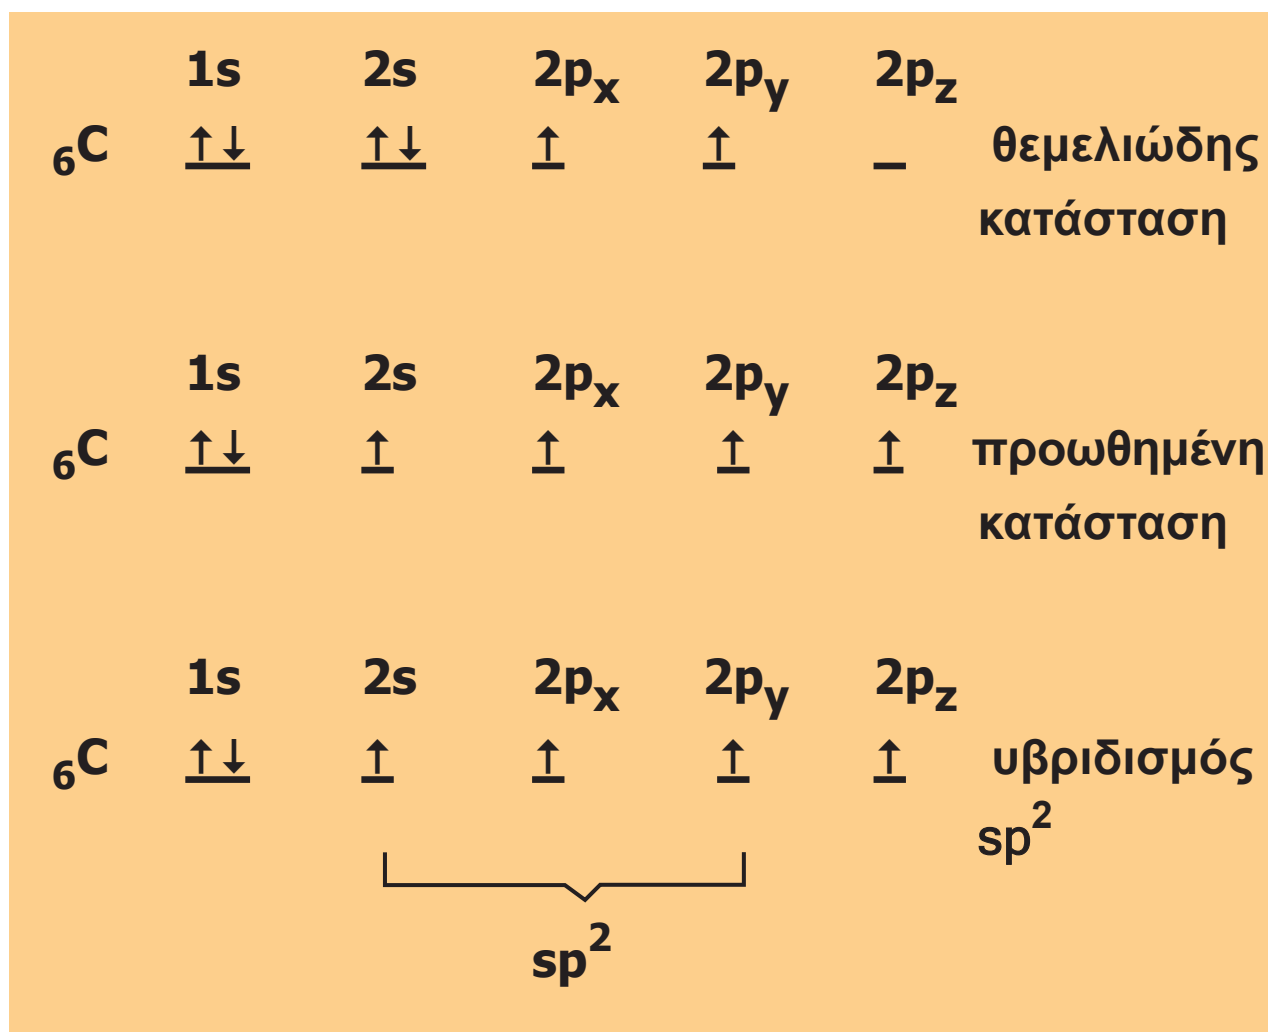 1s 2s 2px 2py 2pz
6C ↑↓ ↑↓ ↑ ↑ θεμελιώδης
κατάσταση
1s 2s 2px 2py 2pz
6C ↑↓ ↑ ↑ ↑ ↑ προωθημένη
κατάσταση
1s 2s 2px 2py 2pz
6C ↑↓ ↑ ↑ ↑ ↑ υβριδισμός
sp²
sp²